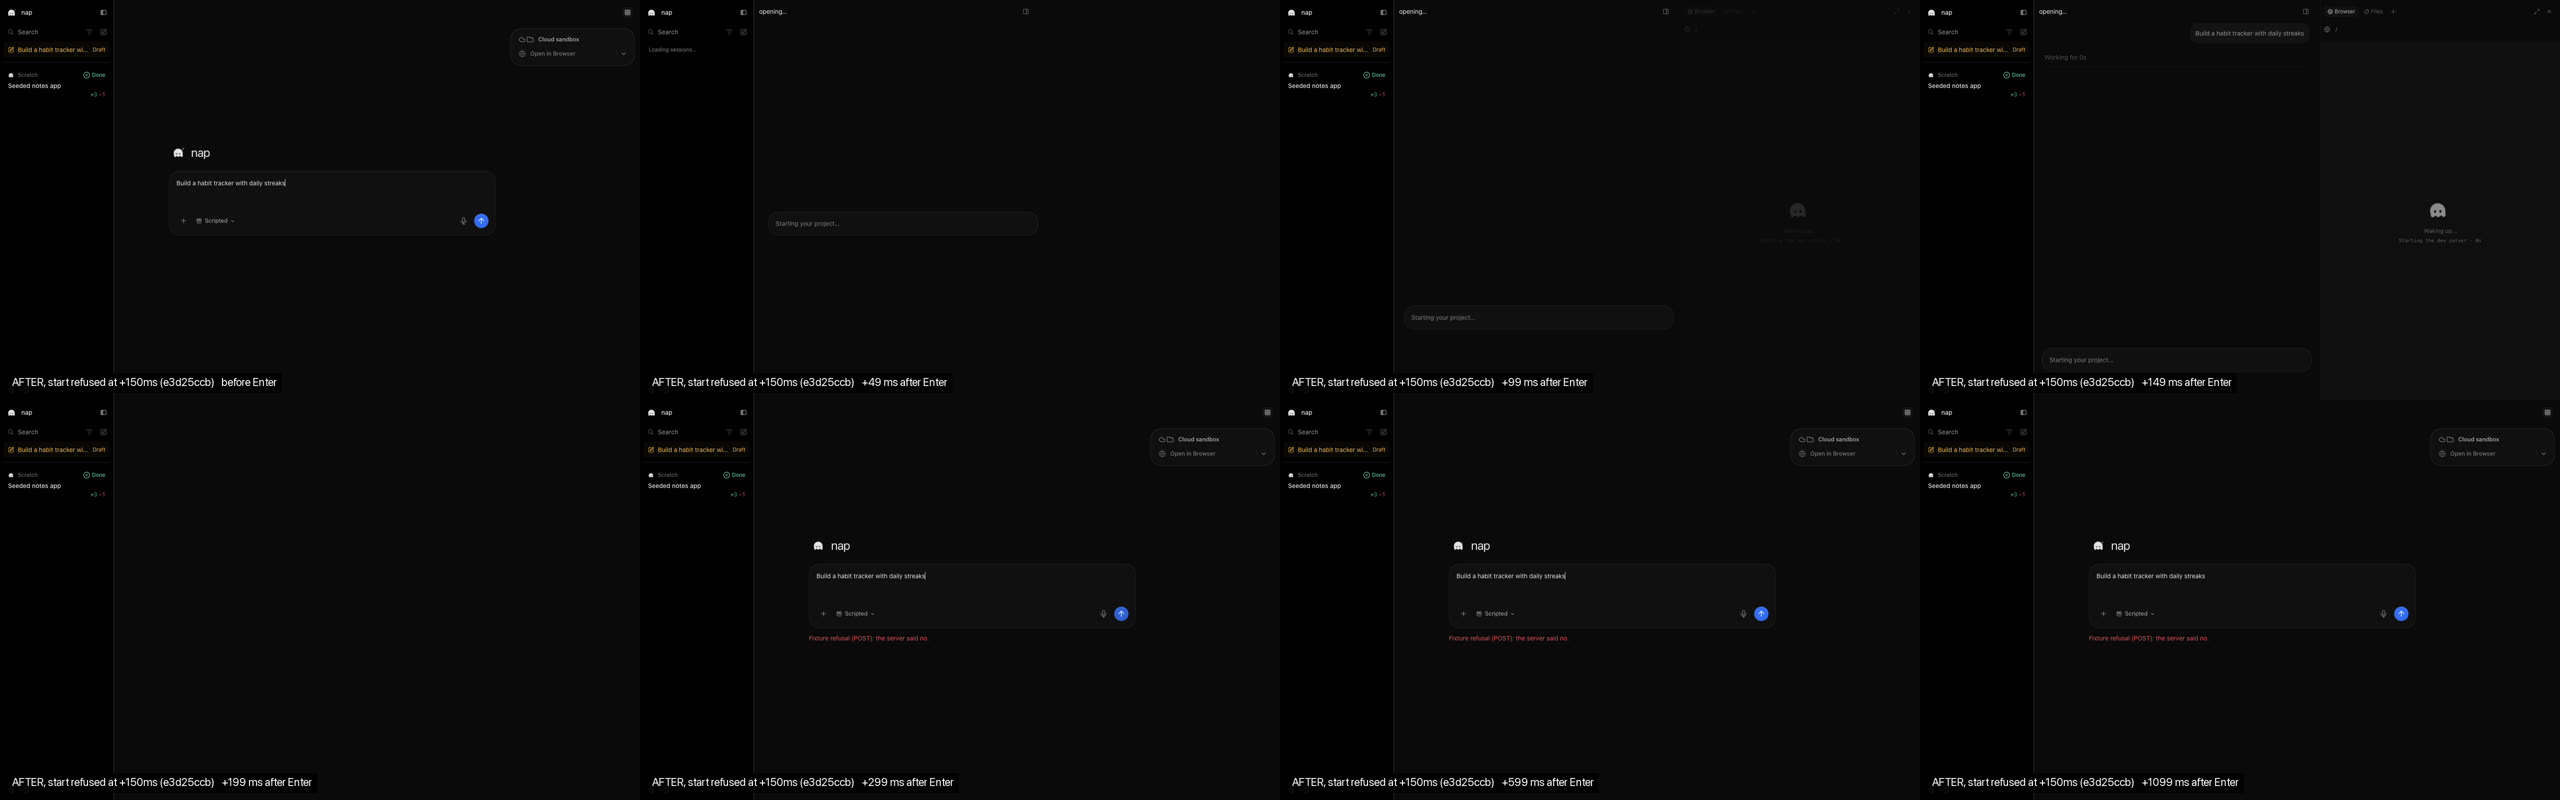 nap
Search
Build a habit tracker wi... Draft
Scratch Done
Seeded notes app
+3 −1
Cloud sandbox
Open in Browser
nap
Build a habit tracker with daily streaks
Scripted
AFTER, start refused at +150ms (e3d25ccb) before Enter
nap
Search
Loading sessions...
opening...
Starting your project...
AFTER, start refused at +150ms (e3d25ccb) +49 ms after Enter
nap
Search
Build a habit tracker wi... Draft
Scratch Done
Seeded notes app
+3 −1
opening...
Browser
Starting your project...
AFTER, start refused at +150ms (e3d25ccb) +99 ms after Enter
nap
Search
Build a habit tracker wi... Draft
Scratch Done
Seeded notes app
+3 −1
opening...
Build a habit tracker with daily streaks
Working for 0s
Browser Files +
/
Waking up...
Starting the dev server · 0s
Starting your project...
AFTER, start refused at +150ms (e3d25ccb) +149 ms after Enter
nap
Search
Build a habit tracker wi... Draft
Scratch Done
Seeded notes app
+3 −1
AFTER, start refused at +150ms (e3d25ccb) +199 ms after Enter
nap
Search
Build a habit tracker wi... Draft
Scratch Done
Seeded notes app
+3 −1
Cloud sandbox
Open in Browser
nap
Build a habit tracker with daily streaks
Scripted
Fixture refusal (POST): the server said no
AFTER, start refused at +150ms (e3d25ccb) +299 ms after Enter
nap
Search
Build a habit tracker wi... Draft
Scratch Done
Seeded notes app
+3 −1
Cloud sandbox
Open in Browser
nap
Build a habit tracker with daily streaks
Scripted
Fixture refusal (POST): the server said no
AFTER, start refused at +150ms (e3d25ccb) +599 ms after Enter
nap
Search
Build a habit tracker wi... Draft
Scratch Done
Seeded notes app
+3 −1
Cloud sandbox
Open in Browser
nap
Build a habit tracker with daily streaks
Scripted
Fixture refusal (POST): the server said no
AFTER, start refused at +150ms (e3d25ccb) +1099 ms after Enter